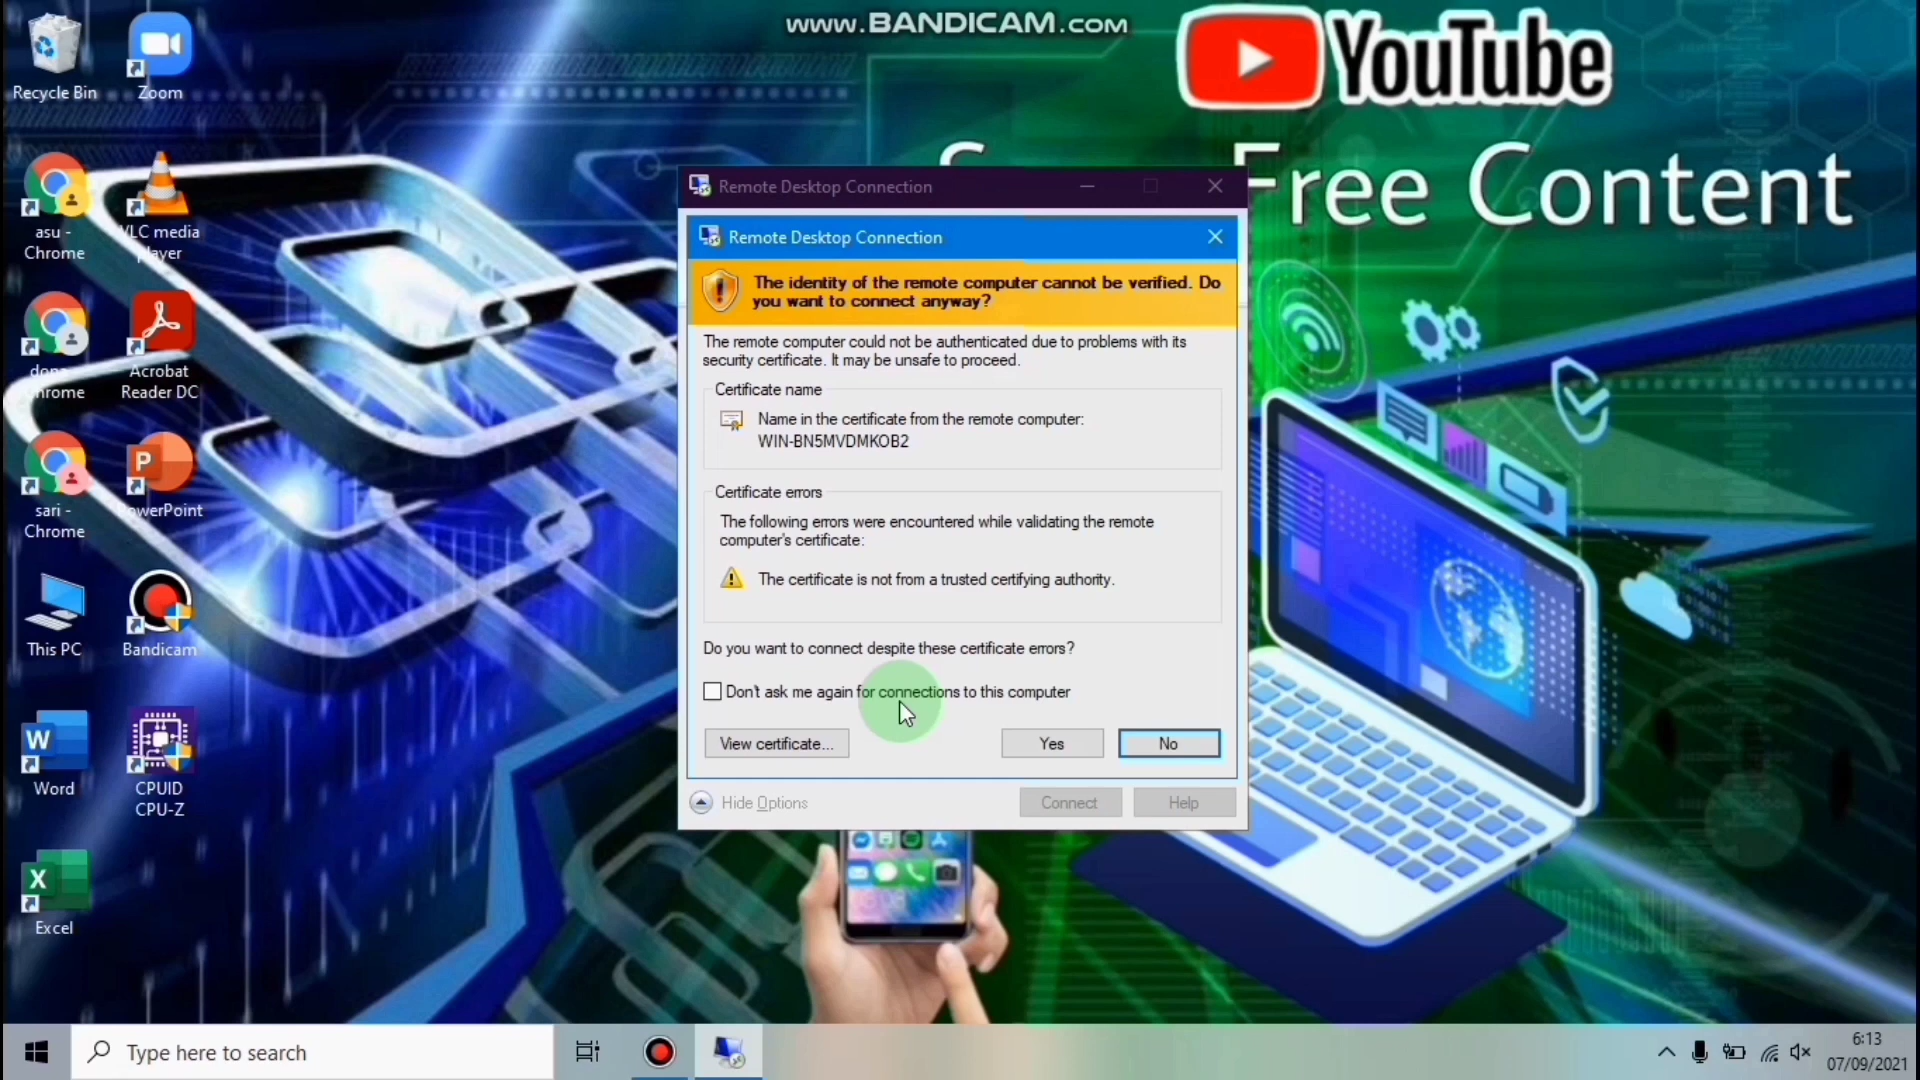 www.BANDICAM.com
YouTube
Free Content
Recycle Bin
Zoom
asu -
Chrome
VLC media
player
Chrome
Acrobat
Reader DC
sari -
Chrome
PowerPoint
This PC
Bandicam
Word
CPUID
CPU-Z
Excel
Remote Desktop Connection
Remote Desktop Connection
The identity of the remote computer cannot be verified. Do
you want to connect anyway?
The remote computer could not be authenticated due to problems with its
security certificate. It may be unsafe to proceed.
Certificate name
Name in the certificate from the remote computer:
WIN-BN5MVDMKOB2
Certificate errors
The following errors were encountered while validating the remote
computer's certificate:
The certificate is not from a trusted certifying authority.
Do you want to connect despite these certificate errors?
Don't ask me again for connections to this computer
View certificate...
Yes
No
Hide Options
Connect
Help
Type here to search
6:13
07/09/2021